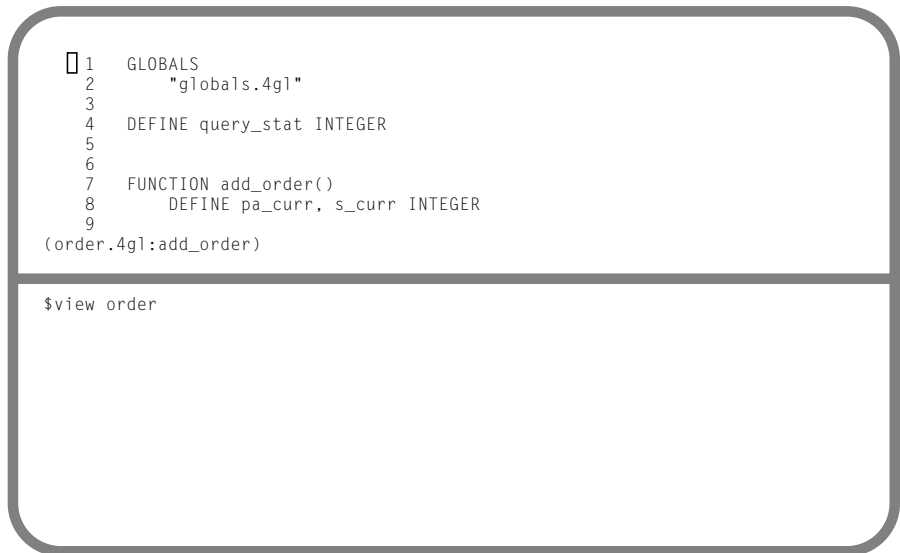 1 GLOBALS
2 "globals.4gl"
3
4 DEFINE query_stat INTEGER
5
6
7 FUNCTION add_order()
8 DEFINE pa_curr, s_curr INTEGER
9
(order.4gl:add_order)
$view order